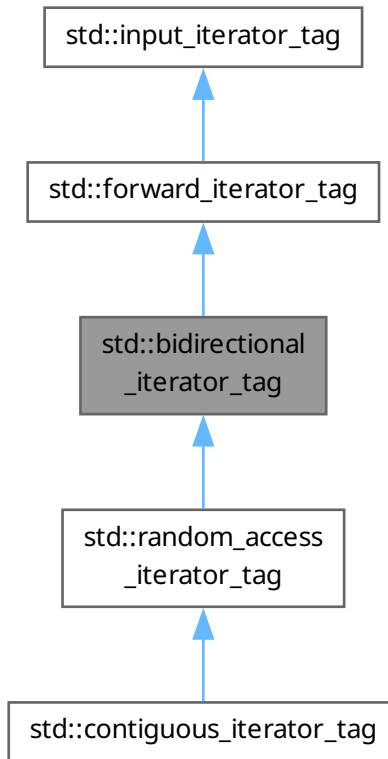 std::input_iterator_tag
std::forward_iterator_tag
std::bidirectional
_iterator_tag
std::random_access
_iterator_tag
std::contiguous_iterator_tag